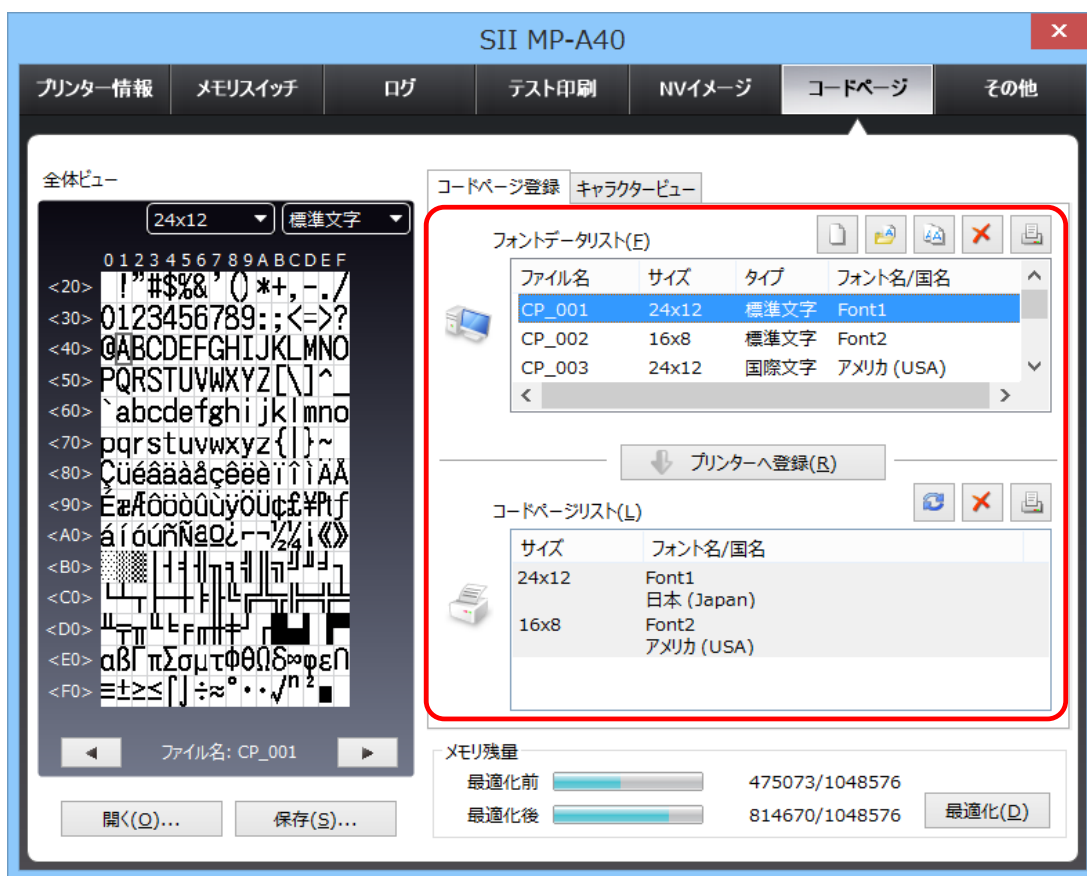 SII MP-A40
プリンター情報 メモリスイッチ ログ テスト印刷 NVイメージ コードページ その他
全体ビュー
24x12 標準文字
0 1 2 3 4 5 6 7 8 9 A B C D E F
<20> !"#$%&'()*+,-./
<30> 0123456789:;<=>?
<40> @ABCDEFGHIJKLMNO
<50> PQRSTUVWXYZ[\]^_
<60> `abcdefghijklmno
<70> pqrstuvwxyz{|}~
<80> ÇüéâäàåçêëèïîìÄÅ
<90> ÉæÆôöòûùÿÖÜ¢£¥₧ƒ
<A0> áíóúñÑªº¿⌐¬½¼¡«»
<B0> ░▒▓│┤╡╢╖╕╣║╗╝╜╛┐
<C0> └┴┬├─┼╞╟╚╔╩╦╠═╬╧
<D0> ╨╤╥╙╘╒╓╫╪┘┌█▄▌▐▀
<E0> αßΓπΣσµτΦΘΩδ∞φε∩
<F0> ≡±≥≤⌠⌡÷≈°∙·√ⁿ²■
ファイル名: CP_001
開く(O)... 保存(S)...
コードページ登録 キャラクタービュー
フォントデータリスト(F)
ファイル名 サイズ タイプ フォント名/国名
CP_001 24x12 標準文字 Font1
CP_002 16x8 標準文字 Font2
CP_003 24x12 国際文字 アメリカ (USA)
プリンターへ登録(R)
コードページリスト(L)
サイズ フォント名/国名
24x12 Font1
日本 (Japan)
16x8 Font2
アメリカ (USA)
メモリ残量
最適化前 475073/1048576
最適化後 814670/1048576
最適化(D)